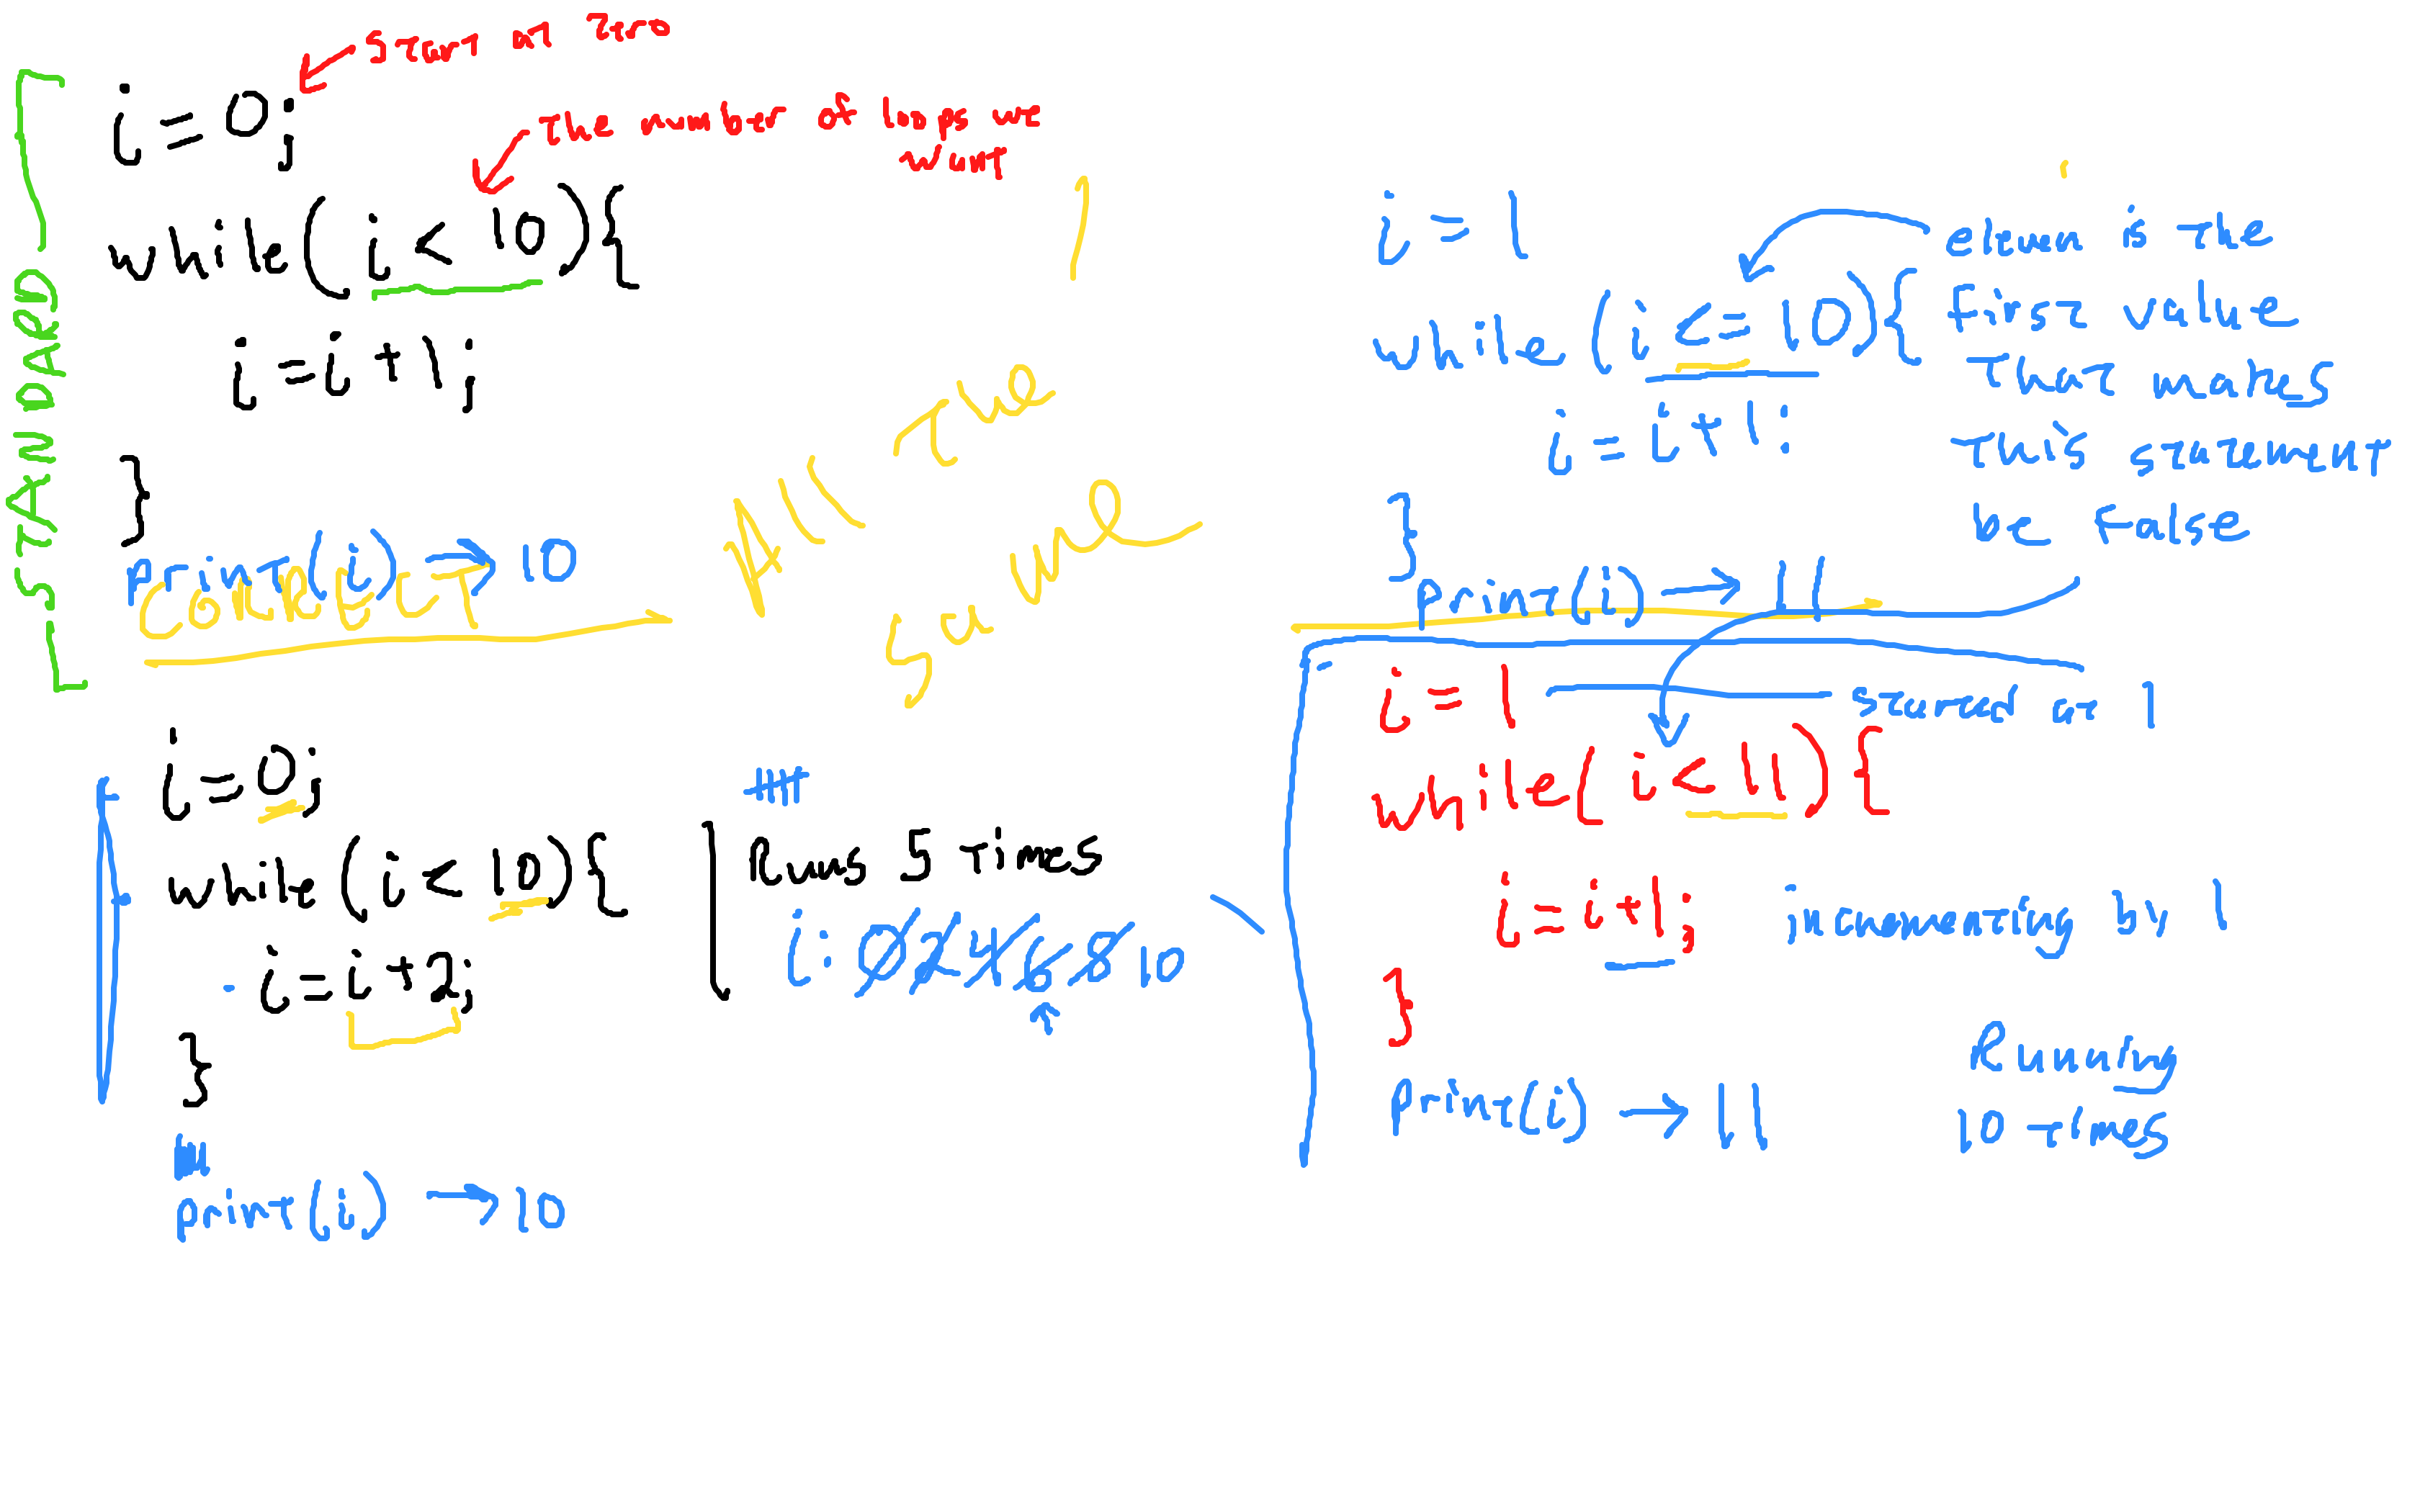 STANDARD
start at zero
i = 0;
The number of loops we
want
while(i < 10){
i = i + 1;
}
print(i) → 10
CORRECT
All the
same
i = 0;
while(i < 10){
i = i + 2;
}
print(i) → 10
Runs 5 times
i: 0 2 4 6 8 10
i = 1
while(i <= 10){
i = i + 1;
}
print(i) → 11
eleven is the
first value
that makes
this statement
be false
i = 1
started at 1
while(i < 11){
i = i + 1;
incrementing by 1
}
print(i) → 11
Running
10 times